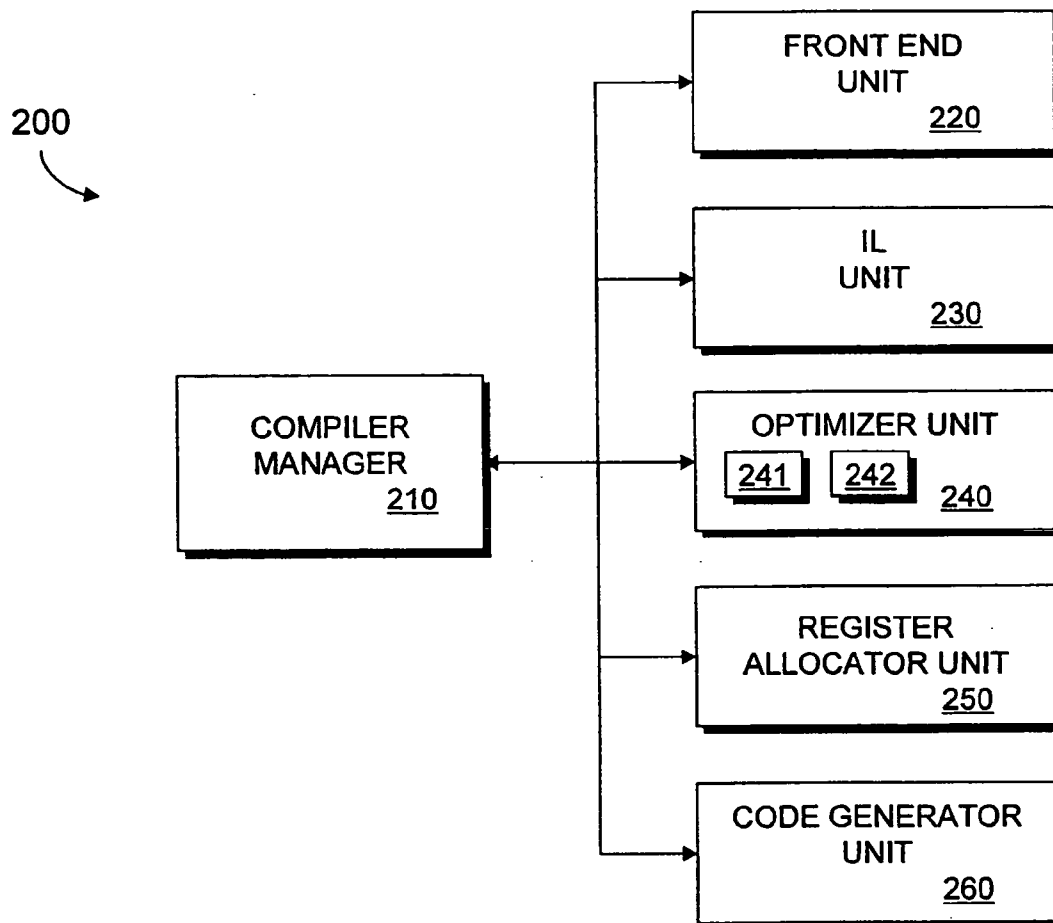 200
FRONT END
UNIT
220
IL
UNIT
230
COMPILER
MANAGER
210
OPTIMIZER UNIT
241 242
240
REGISTER
ALLOCATOR UNIT
250
CODE GENERATOR
UNIT
260